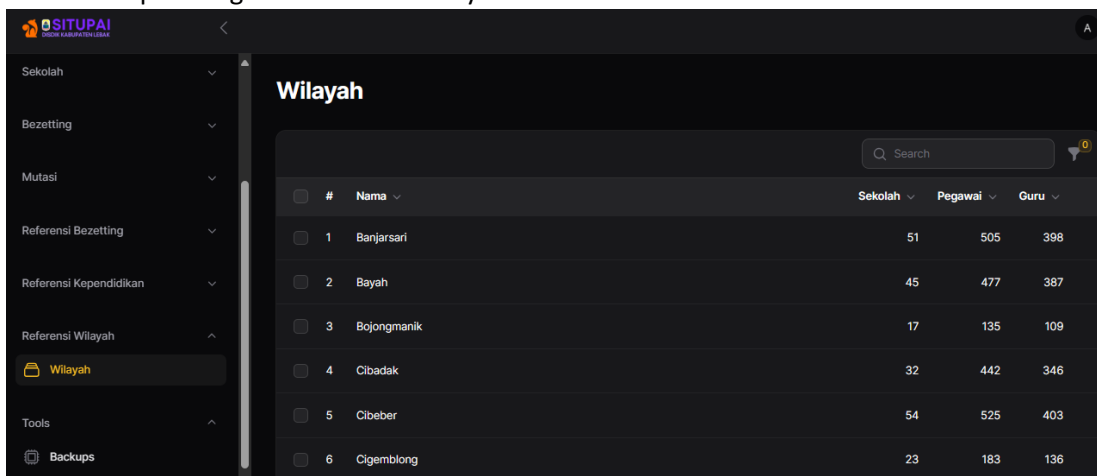 SITUPAI
DISDIK KABUPATEN LEBAK
A
Sekolah
Bezetting
Mutasi
Referensi Bezetting
Referensi Kependidikan
Referensi Wilayah
Wilayah
Tools
Backups
Wilayah
Search
0
# Nama Sekolah Pegawai Guru
1 Banjarsari 51 505 398
2 Bayah 45 477 387
3 Bojongmanik 17 135 109
4 Cibadak 32 442 346
5 Cibeber 54 525 403
6 Cigemblong 23 183 136